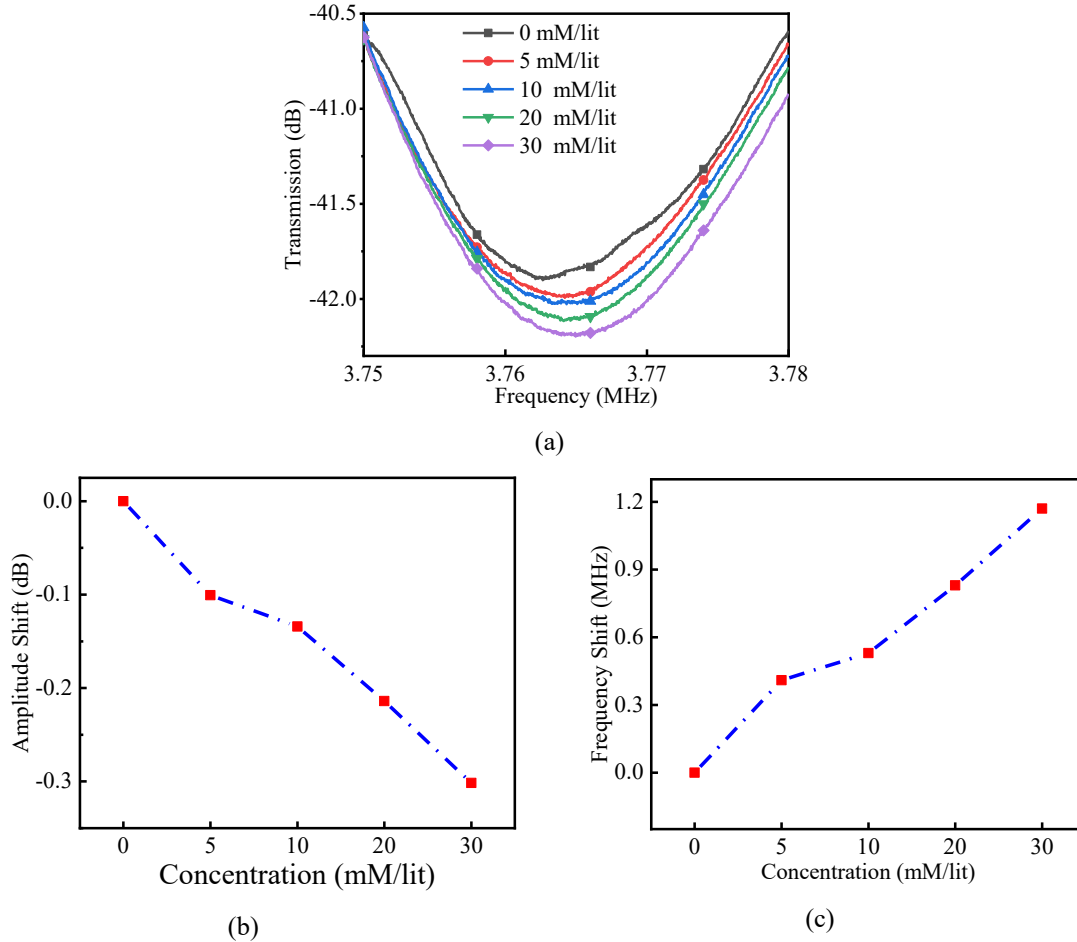 -40.5
-41.0
-41.5
-42.0
Transmission (dB)
0 mM/lit
5 mM/lit
10  mM/lit
20  mM/lit
30  mM/lit
3.75 3.76 3.77 3.78
Frequency (MHz)
(a)
0.0
-0.1
-0.2
-0.3
Amplitude Shift (dB)
0 5 10 20 30
Concentration (mM/lit)
(b)
1.2
0.9
0.6
0.3
0.0
Frequency Shift (MHz)
0 5 10 20 30
Concentration (mM/lit)
(c)